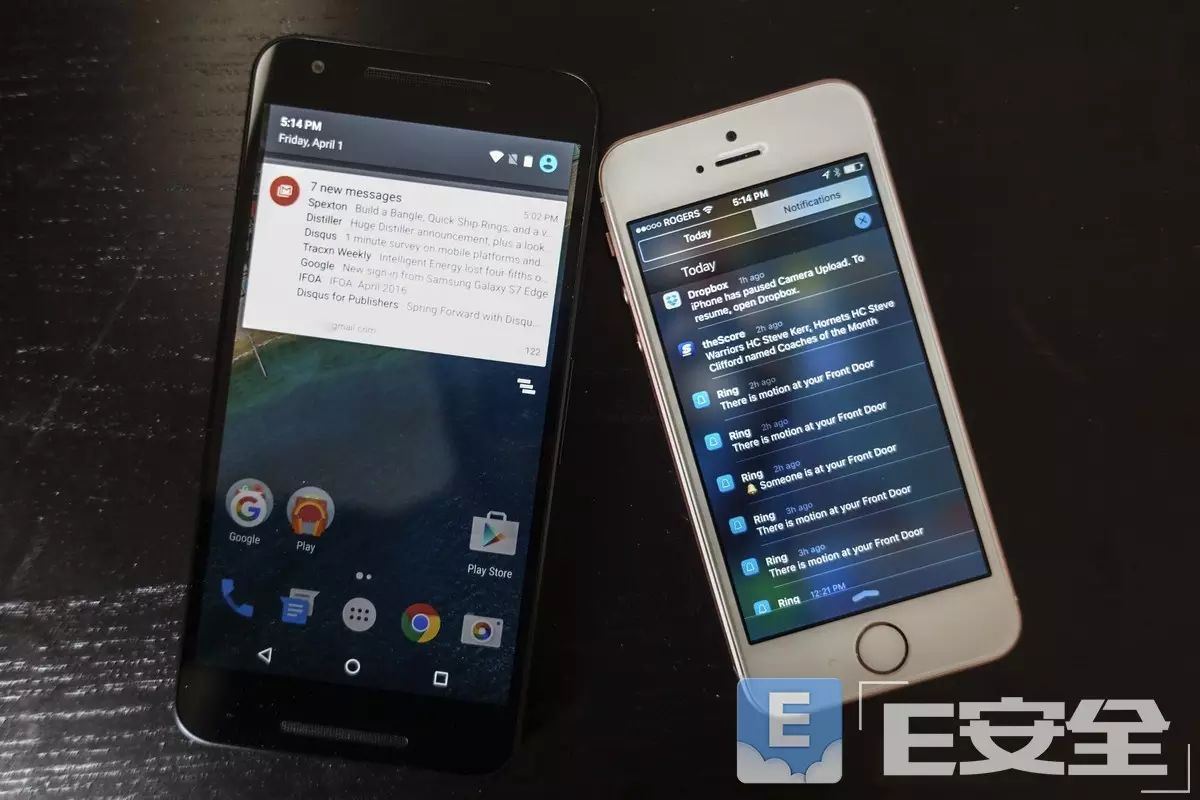 5:14 PM
Friday, April 1
7 new messages
5:02 PM
Spexton Build a Bangle, Quick Ship Rings, and a v...
Distiller Huge Distiller announcement, plus a look...
Disqus 1 minute survey on mobile platforms and...
Tracxn Weekly Intelligent Energy lost four-fifths o...
Google New sign-in from Samsung Galaxy S7 Edge
IFOA IFOA April 2016
Disqus for Publishers Spring Forward with Disqu...
gmail.com
122
Google
Play
Play Store
ROGERS
5:14 PM
Today
Notifications
Today
Dropbox 1h ago
iPhone has paused Camera Upload. To
resume, open Dropbox.
theScore 2h ago
Warriors HC Steve Kerr, Hornets HC Steve
Clifford named Coaches of the Month
Ring 2h ago
There is motion at your Front Door
Ring 2h ago
There is motion at your Front Door
Ring 2h ago
🔔 Someone is at your Front Door
Ring 3h ago
There is motion at your Front Door
Ring 3h ago
There is motion at your Front Door
Ring 12:21 PM
E
E安全